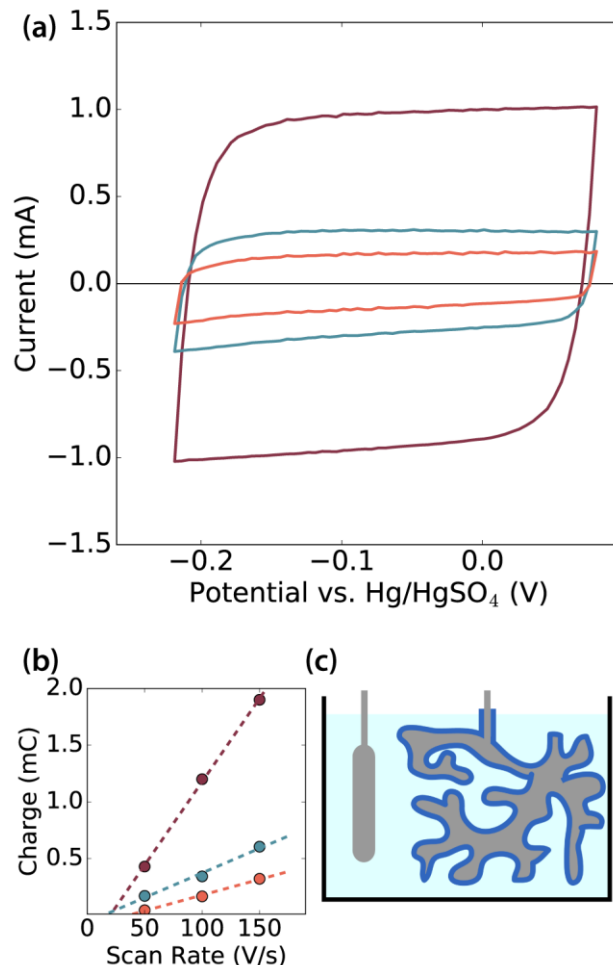 (a)
1.5
1.0
0.5
0.0
−0.5
−1.0
−1.5
Current (mA)
−0.2 −0.1 0.0
Potential vs. Hg/HgSO₄ (V)
(b)
2.0
1.5
1.0
0.5
Charge (mC)
0 50 100 150
Scan Rate (V/s)
(c)